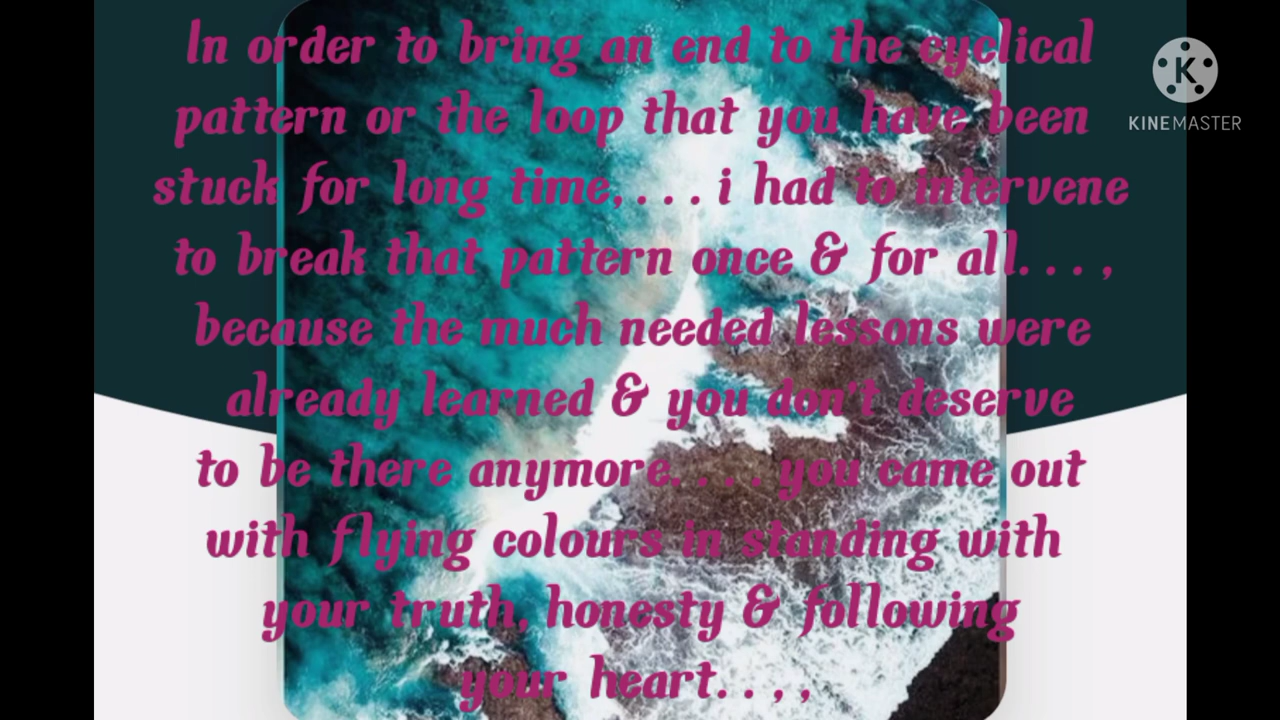 In order to bring an end to the cyclical
pattern or the loop that you have been
stuck for long time,. . . . i had to intervene
to break that pattern once & for all. . . . ,
because the much needed lessons were
already learned & you don't deserve
to be there anymore. . . . . you came out
with flying colours in standing with
your truth, honesty & following
your heart. . , ,
K
KINEMASTER